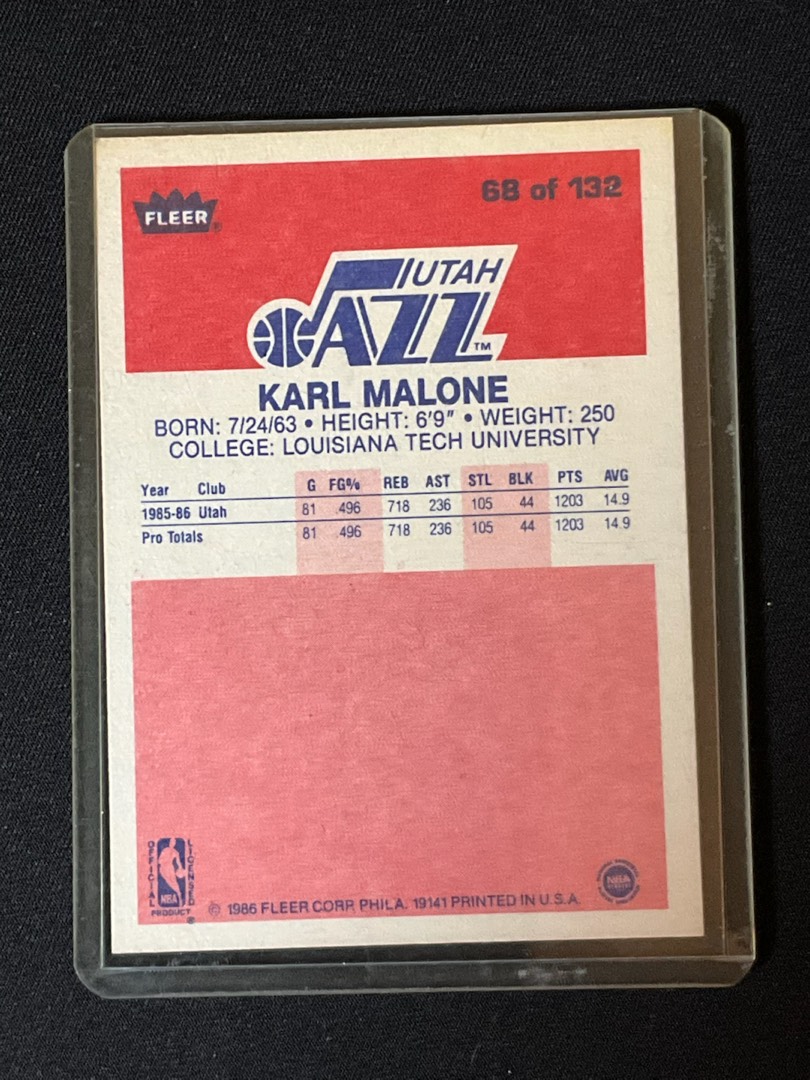 FLEER®
68 of 132
UTAH
JAZZ™
KARL MALONE
BORN: 7/24/63 • HEIGHT: 6'9" • WEIGHT: 250
COLLEGE: LOUISIANA TECH UNIVERSITY
Year Club G FG% REB AST STL BLK PTS AVG
1985-86 Utah 81 .496 718 236 105 44 1203 14.9
Pro Totals 81 .496 718 236 105 44 1203 14.9
OFFICIAL NBA LICENSED
PRODUCT ®
© 1986 FLEER CORP. PHILA. 19141 PRINTED IN U.S.A.
NBA